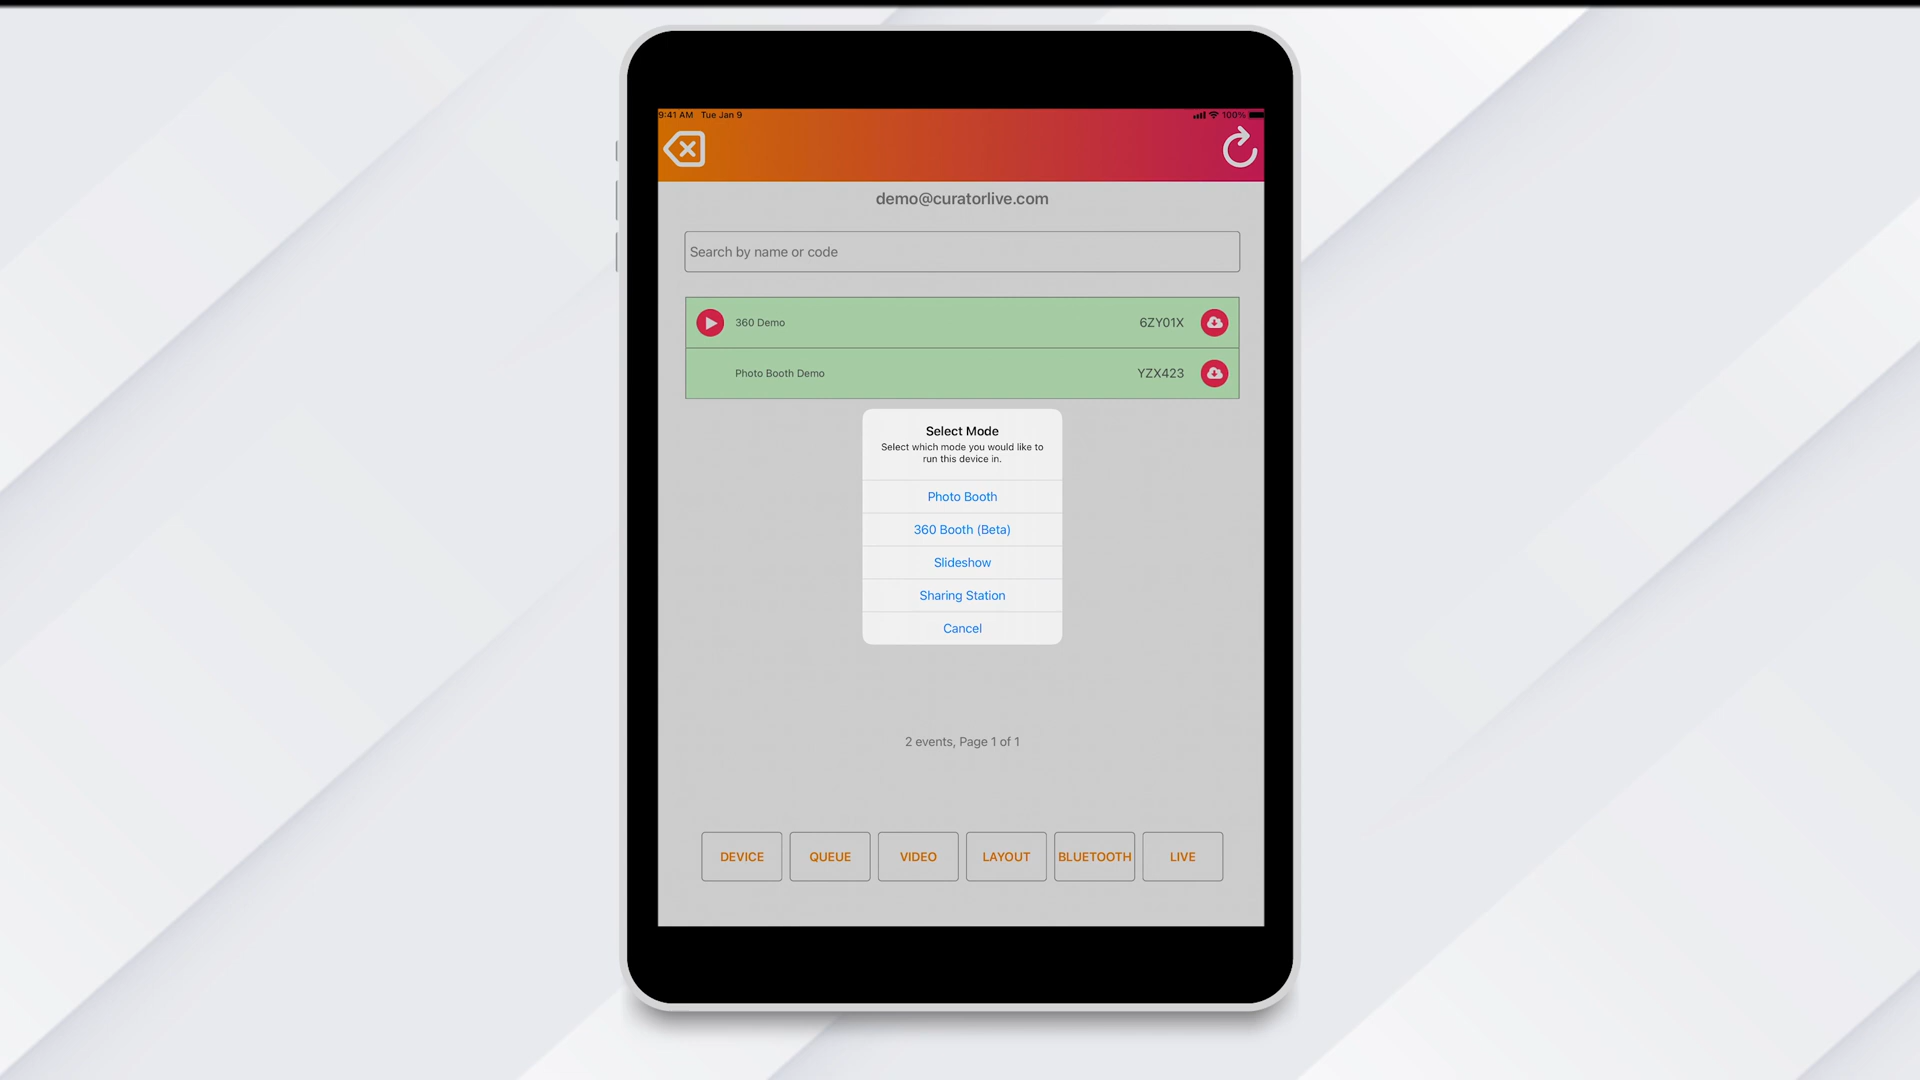 9:41 AM Tue Jan 9
100%
demo@curatorlive.com
Search by name or code
360 Demo 6ZY01X
Photo Booth Demo YZX423
Select Mode
Select which mode you would like to
run this device in.
Photo Booth
360 Booth (Beta)
Slideshow
Sharing Station
Cancel
2 events, Page 1 of 1
DEVICE QUEUE VIDEO LAYOUT BLUETOOTH LIVE